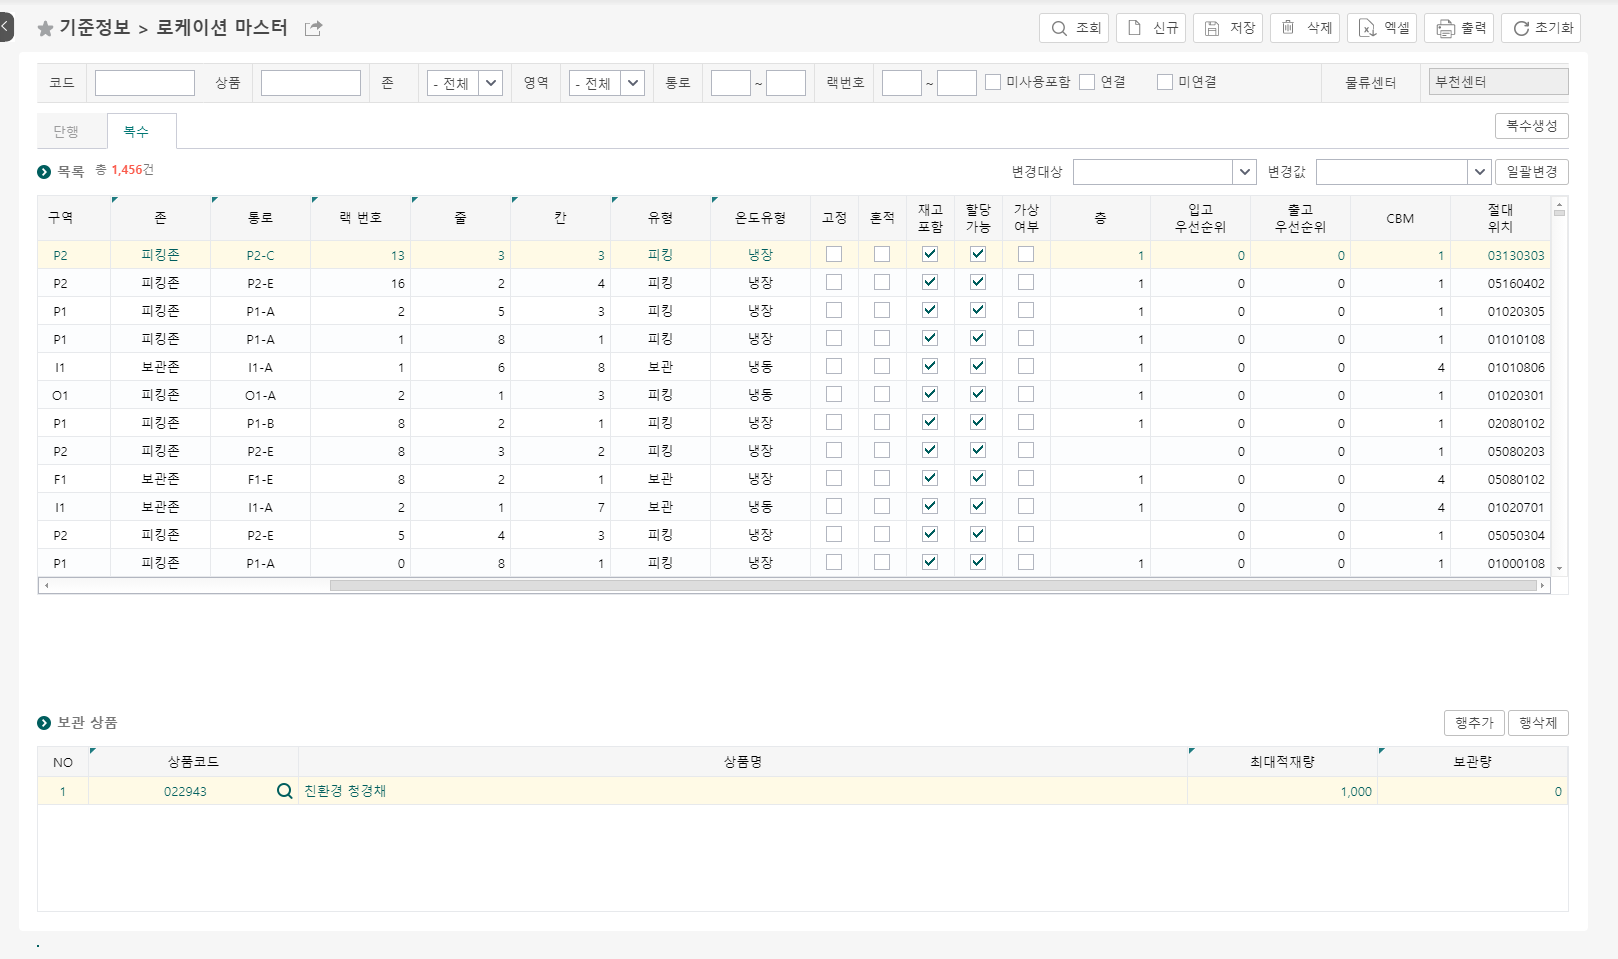 기준정보 > 로케이션 마스터
조회 신규 저장 삭제 엑셀 출력 초기화
코드 상품 존 - 전체 영역 - 전체 통로 ~ 랙번호 ~ 미사용포함 연결 미연결 물류센터 부천센터
단행 복수 복수생성
목록 총 1,456건 변경대상 변경값 일괄변경
구역 존 통로 랙 번호 줄 칸 유형 온도유형 고정 혼적 재고 포함 할당 가능 가상 여부 층 입고 우선순위 출고 우선순위 CBM 절대 위치
P2 피킹존 P2-C 13 3 3 피킹 냉장 1 0 0 1 03130303
P2 피킹존 P2-E 16 2 4 피킹 냉장 1 0 0 1 05160402
P1 피킹존 P1-A 2 5 3 피킹 냉장 1 0 0 1 01020305
P1 피킹존 P1-A 1 8 1 피킹 냉장 1 0 0 1 01010108
I1 보관존 I1-A 1 6 8 보관 냉동 1 0 0 4 01010806
O1 피킹존 O1-A 2 1 3 피킹 냉동 1 0 0 1 01020301
P1 피킹존 P1-B 8 2 1 피킹 냉장 1 0 0 1 02080102
P2 피킹존 P2-E 8 3 2 피킹 냉장 0 0 1 05080203
F1 보관존 F1-E 8 2 1 보관 냉장 1 0 0 4 05080102
I1 보관존 I1-A 2 1 7 보관 냉동 1 0 0 4 01020701
P2 피킹존 P2-E 5 4 3 피킹 냉장 0 0 1 05050304
P1 피킹존 P1-A 0 8 1 피킹 냉장 1 0 0 1 01000108
보관 상품 행추가 행삭제
NO 상품코드 상품명 최대적재량 보관량
1 022943 친환경 청경채 1,000 0